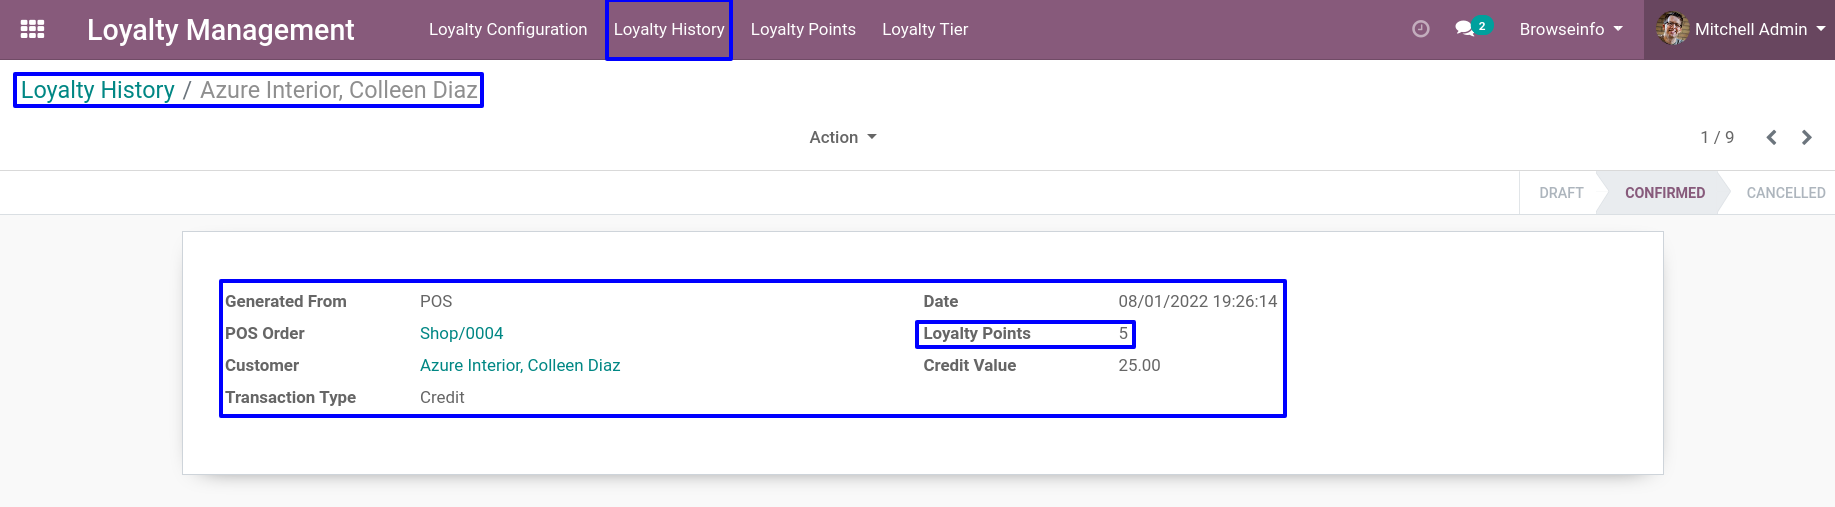 Loyalty Management Loyalty Configuration Loyalty History Loyalty Points Loyalty Tier 2 Browseinfo Mitchell Admin
Loyalty History / Azure Interior, Colleen Diaz
Action 1 / 9
DRAFT CONFIRMED CANCELLED
Generated From POS Date 08/01/2022 19:26:14
POS Order Shop/0004 Loyalty Points 5
Customer Azure Interior, Colleen Diaz Credit Value 25.00
Transaction Type Credit